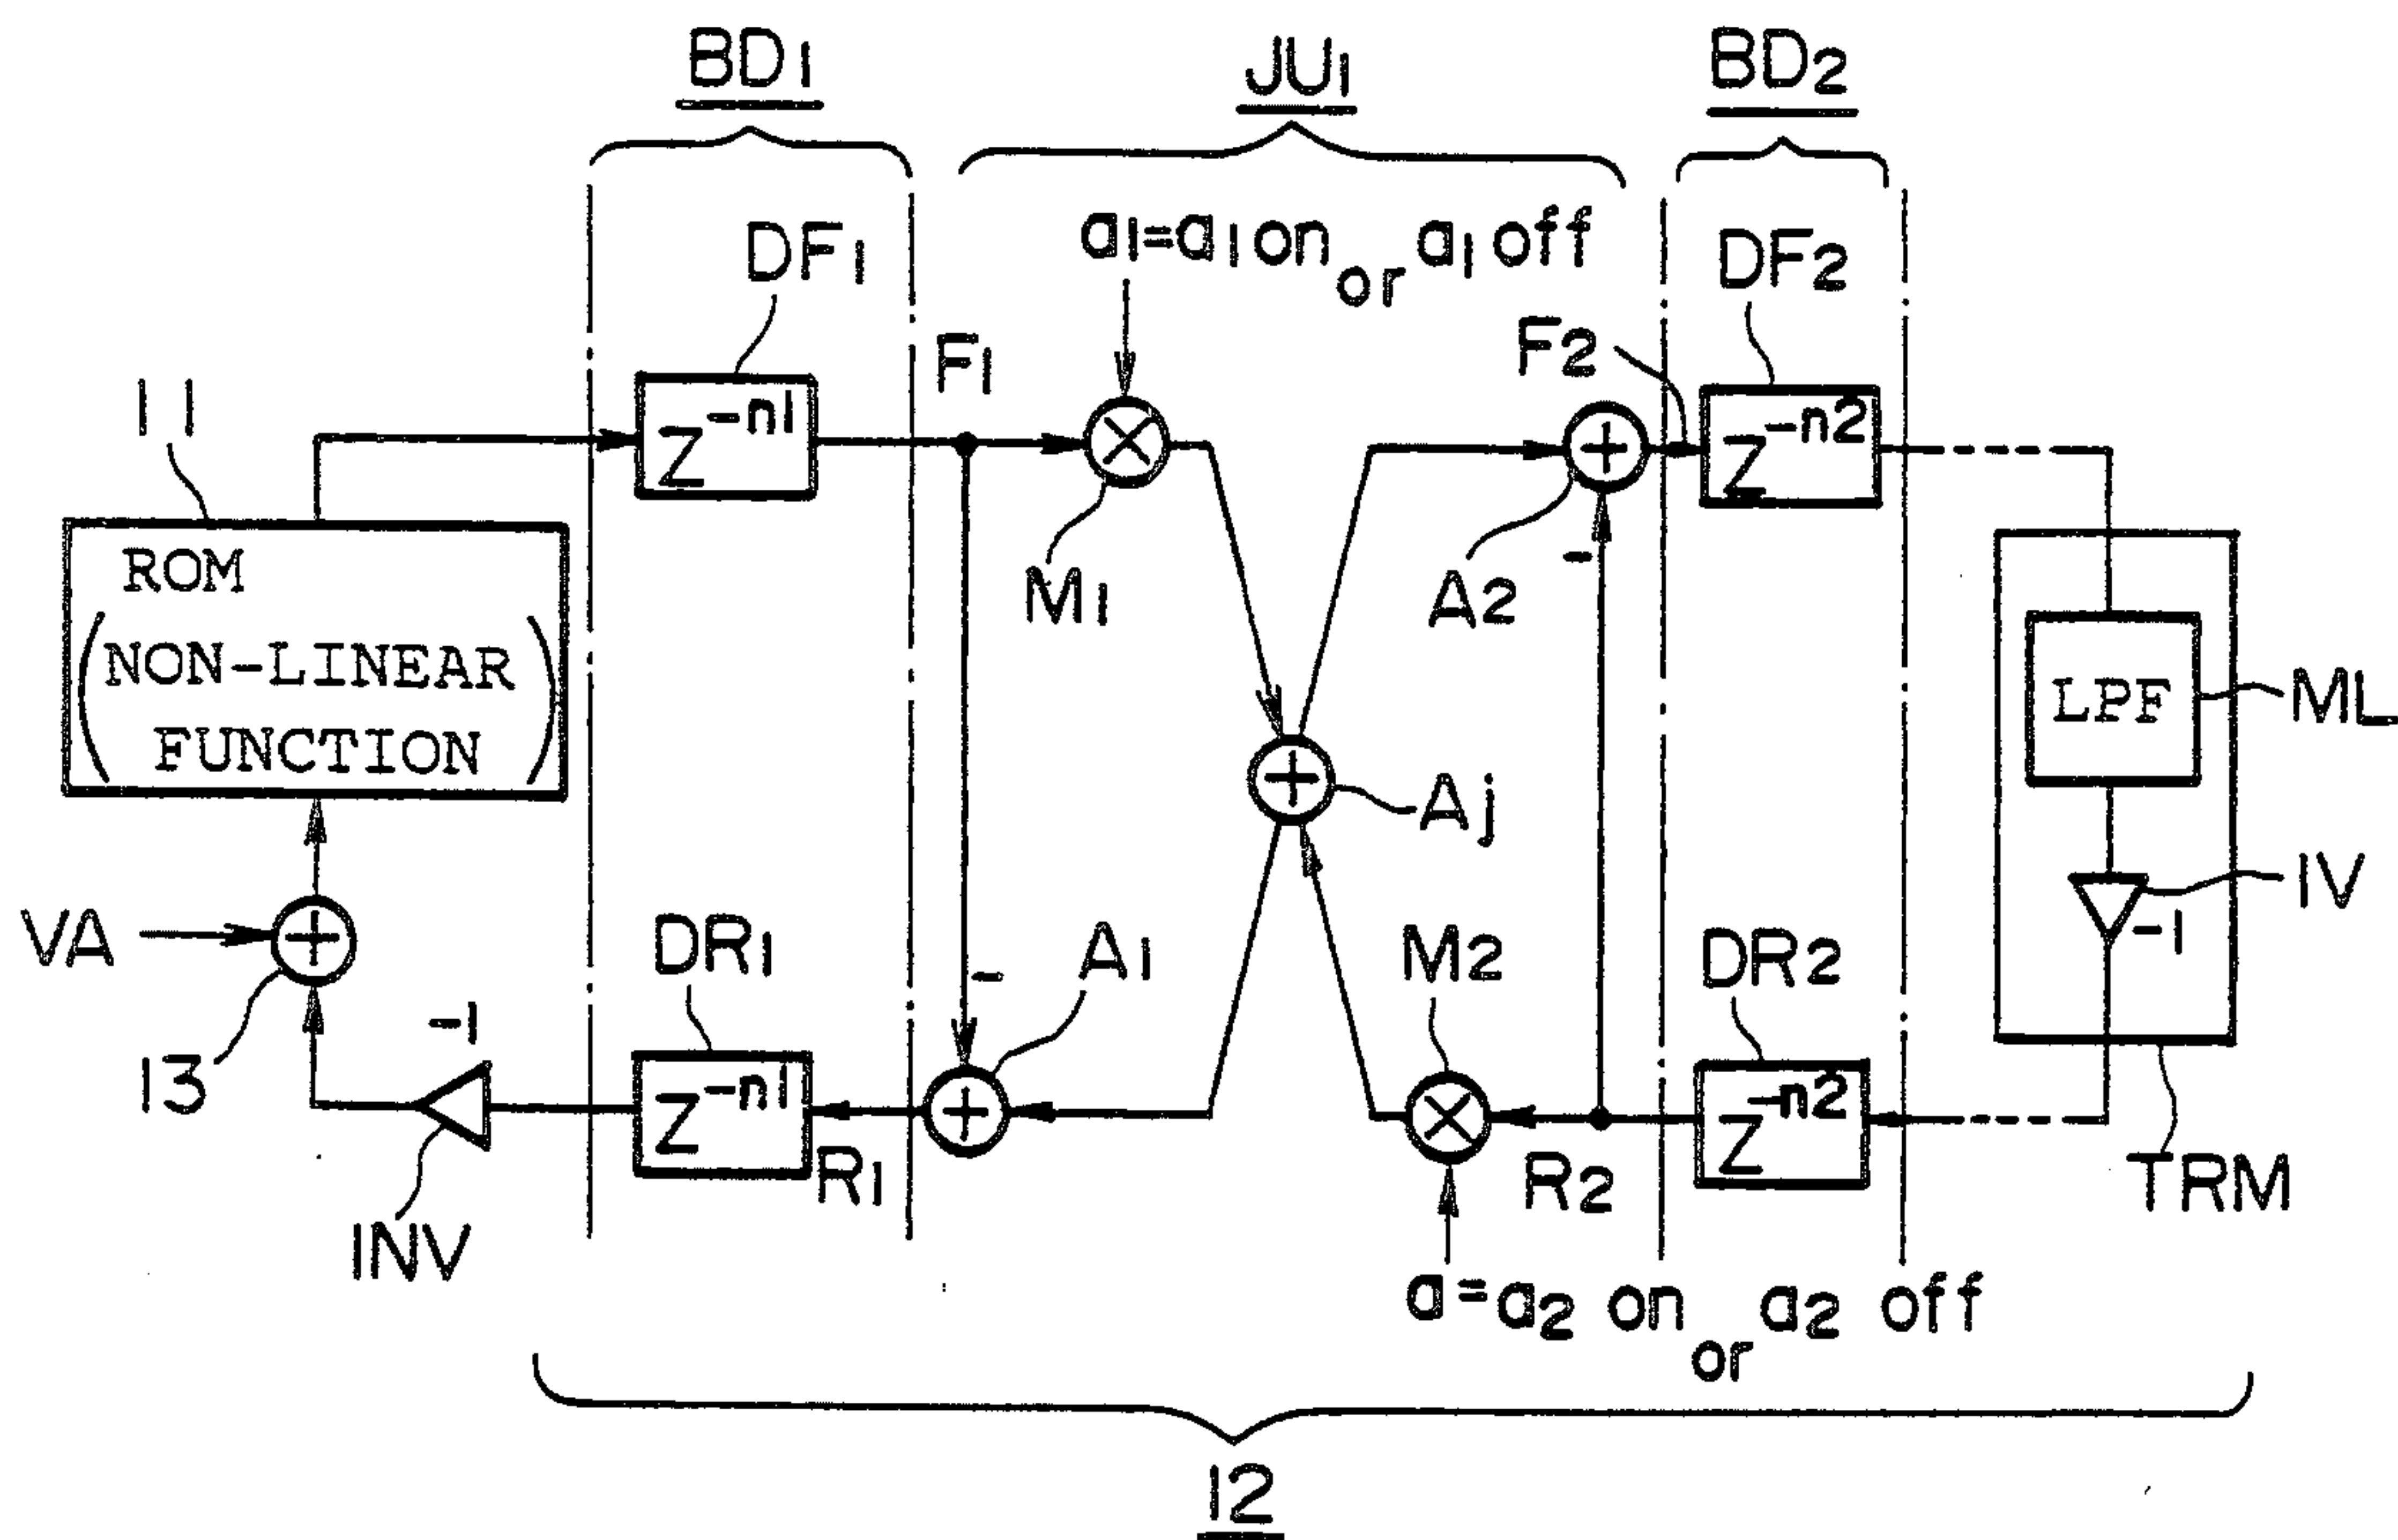 BD1
JU1
BD2
a1=a1 on or a1 off
DF1
DF2
F1
F2
11
Z-n1
Z-n2
ROM
(NON-LINEAR
FUNCTION)
M1
A2
-
LPF
ML
Aj
IV
-1
VA
13
DR1
A1
-
M2
DR2
-1
Z-n1
Z-n2
R1
R2
TRM
INV
a=a2 on or a2 off
12